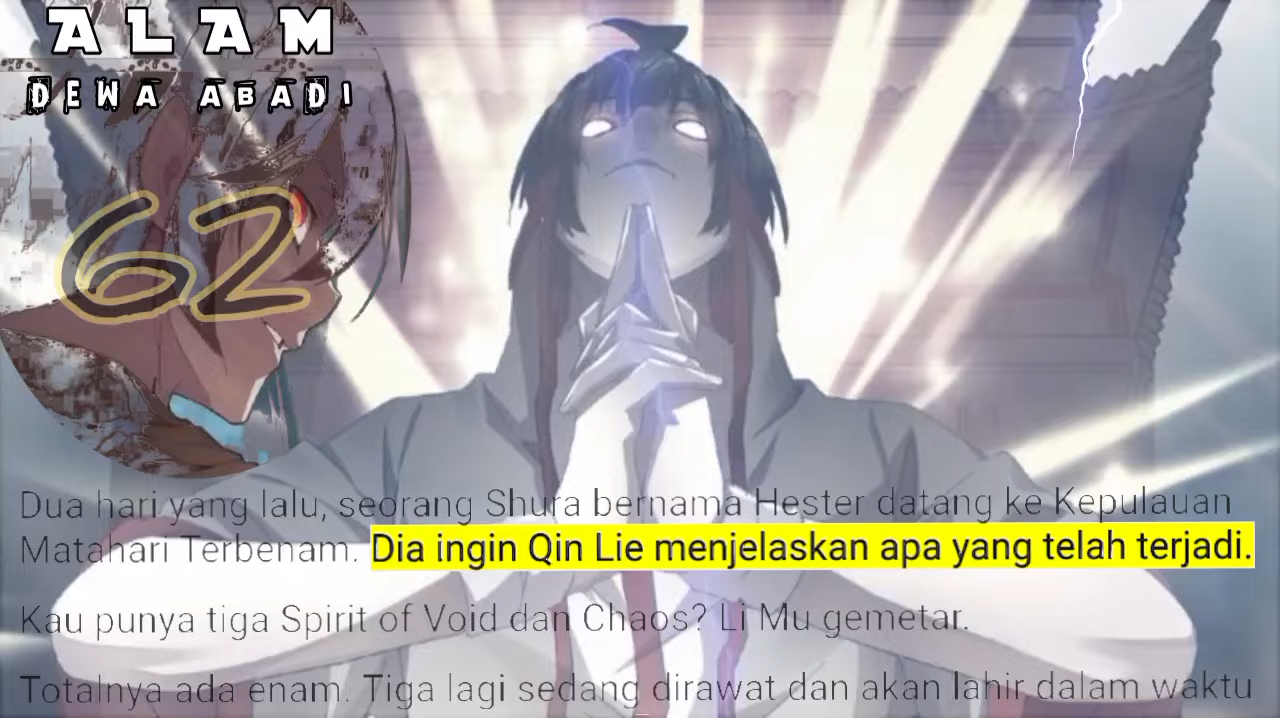 ALAM
DEWA ABADI
62
Dua hari yang lalu, seorang Shura bernama Hester datang ke Kepulauan
Matahari Terbenam. Dia ingin Qin Lie menjelaskan apa yang telah terjadi.
Kau punya tiga Spirit of Void dan Chaos? Li Mu gemetar.
Totalnya ada enam. Tiga lagi sedang dirawat dan akan lahir dalam waktu